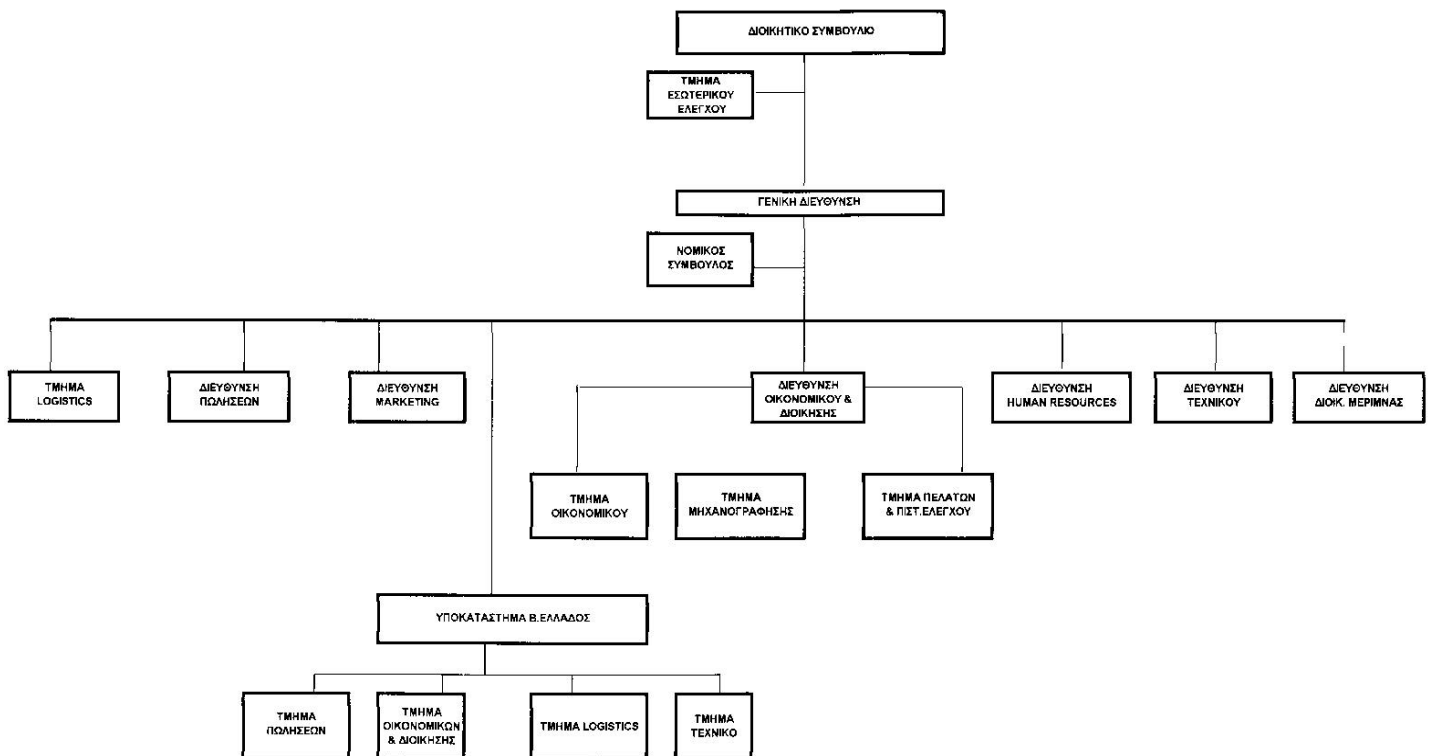 ΔΙΟΙΚΗΤΙΚΟ ΣΥΜΒΟΥΛΙΟ
ΤΜΗΜΑ
ΕΣΩΤΕΡΙΚΟΥ
ΕΛΕΓΧΟΥ
ΓΕΝΙΚΗ ΔΙΕΥΘΥΝΣΗ
ΝΟΜΙΚΟΣ
ΣΥΜΒΟΥΛΟΣ
ΤΜΗΜΑ
LOGISTICS
ΔΙΕΥΘΥΝΣΗ
ΠΩΛΗΣΕΩΝ
ΔΙΕΥΘΥΝΣΗ
MARKETING
ΔΙΕΥΘΥΝΣΗ
ΟΙΚΟΝΟΜΙΚΟΥ &
ΔΙΟΙΚΗΣΗΣ
ΔΙΕΥΘΥΝΣΗ
HUMAN RESOURCES
ΔΙΕΥΘΥΝΣΗ
ΤΕΧΝΙΚΟΥ
ΔΙΕΥΘΥΝΣΗ
ΔΙΟΙΚ. ΜΕΡΙΜΝΑΣ
ΤΜΗΜΑ
ΟΙΚΟΝΟΜΙΚΟΥ
ΤΜΗΜΑ
ΜΗΧΑΝΟΓΡΑΦΗΣΗΣ
ΤΜΗΜΑ ΠΕΛΑΤΩΝ
& ΠΙΣΤ.ΕΛΕΓΧΟΥ
ΥΠΟΚΑΤΑΣΤΗΜΑ Β.ΕΛΛΑΔΟΣ
ΤΜΗΜΑ
ΠΩΛΗΣΕΩΝ
ΤΜΗΜΑ
ΟΙΚΟΝΟΜΙΚΩΝ
& ΔΙΟΙΚΗΣΗΣ
ΤΜΗΜΑ LOGISTICS
ΤΜΗΜΑ
ΤΕΧΝΙΚΟ